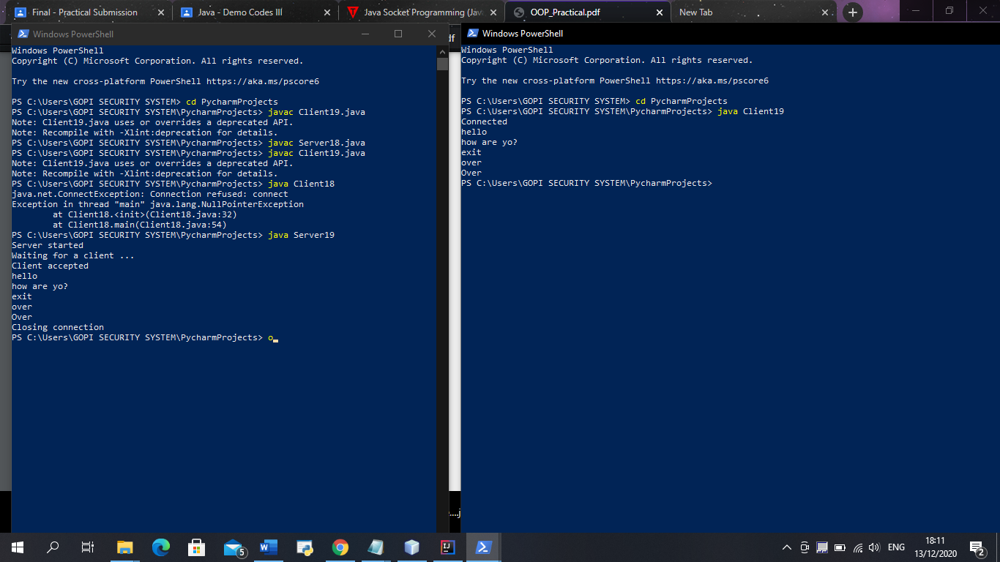 Final - Practical Submission
Java - Demo Codes III
Java Socket Programming (Java
OOP_Practical.pdf
New Tab
Windows PowerShell
df
Windows PowerShell
Copyright (C) Microsoft Corporation. All rights reserved.
Try the new cross-platform PowerShell https://aka.ms/pscore6
PS C:\Users\GOPI SECURITY SYSTEM> cd PycharmProjects
PS C:\Users\GOPI SECURITY SYSTEM\PycharmProjects> javac Client19.java
Note: Client19.java uses or overrides a deprecated API.
Note: Recompile with -Xlint:deprecation for details.
PS C:\Users\GOPI SECURITY SYSTEM\PycharmProjects> javac Server18.java
PS C:\Users\GOPI SECURITY SYSTEM\PycharmProjects> javac Client19.java
Note: Client19.java uses or overrides a deprecated API.
Note: Recompile with -Xlint:deprecation for details.
PS C:\Users\GOPI SECURITY SYSTEM\PycharmProjects> java Client18
java.net.ConnectException: Connection refused: connect
Exception in thread "main" java.lang.NullPointerException
at Client18.<init>(Client18.java:32)
at Client18.main(Client18.java:54)
PS C:\Users\GOPI SECURITY SYSTEM\PycharmProjects> java Server19
Server started
Waiting for a client ...
Client accepted
hello
how are yo?
exit
over
Over
Closing connection
PS C:\Users\GOPI SECURITY SYSTEM\PycharmProjects> o
Windows PowerShell
Windows PowerShell
Copyright (C) Microsoft Corporation. All rights reserved.
Try the new cross-platform PowerShell https://aka.ms/pscore6
PS C:\Users\GOPI SECURITY SYSTEM> cd PycharmProjects
PS C:\Users\GOPI SECURITY SYSTEM\PycharmProjects> java Client19
Connected
hello
how are yo?
exit
over
Over
PS C:\Users\GOPI SECURITY SYSTEM\PycharmProjects>
5
ENG
18:11
13/12/2020
2